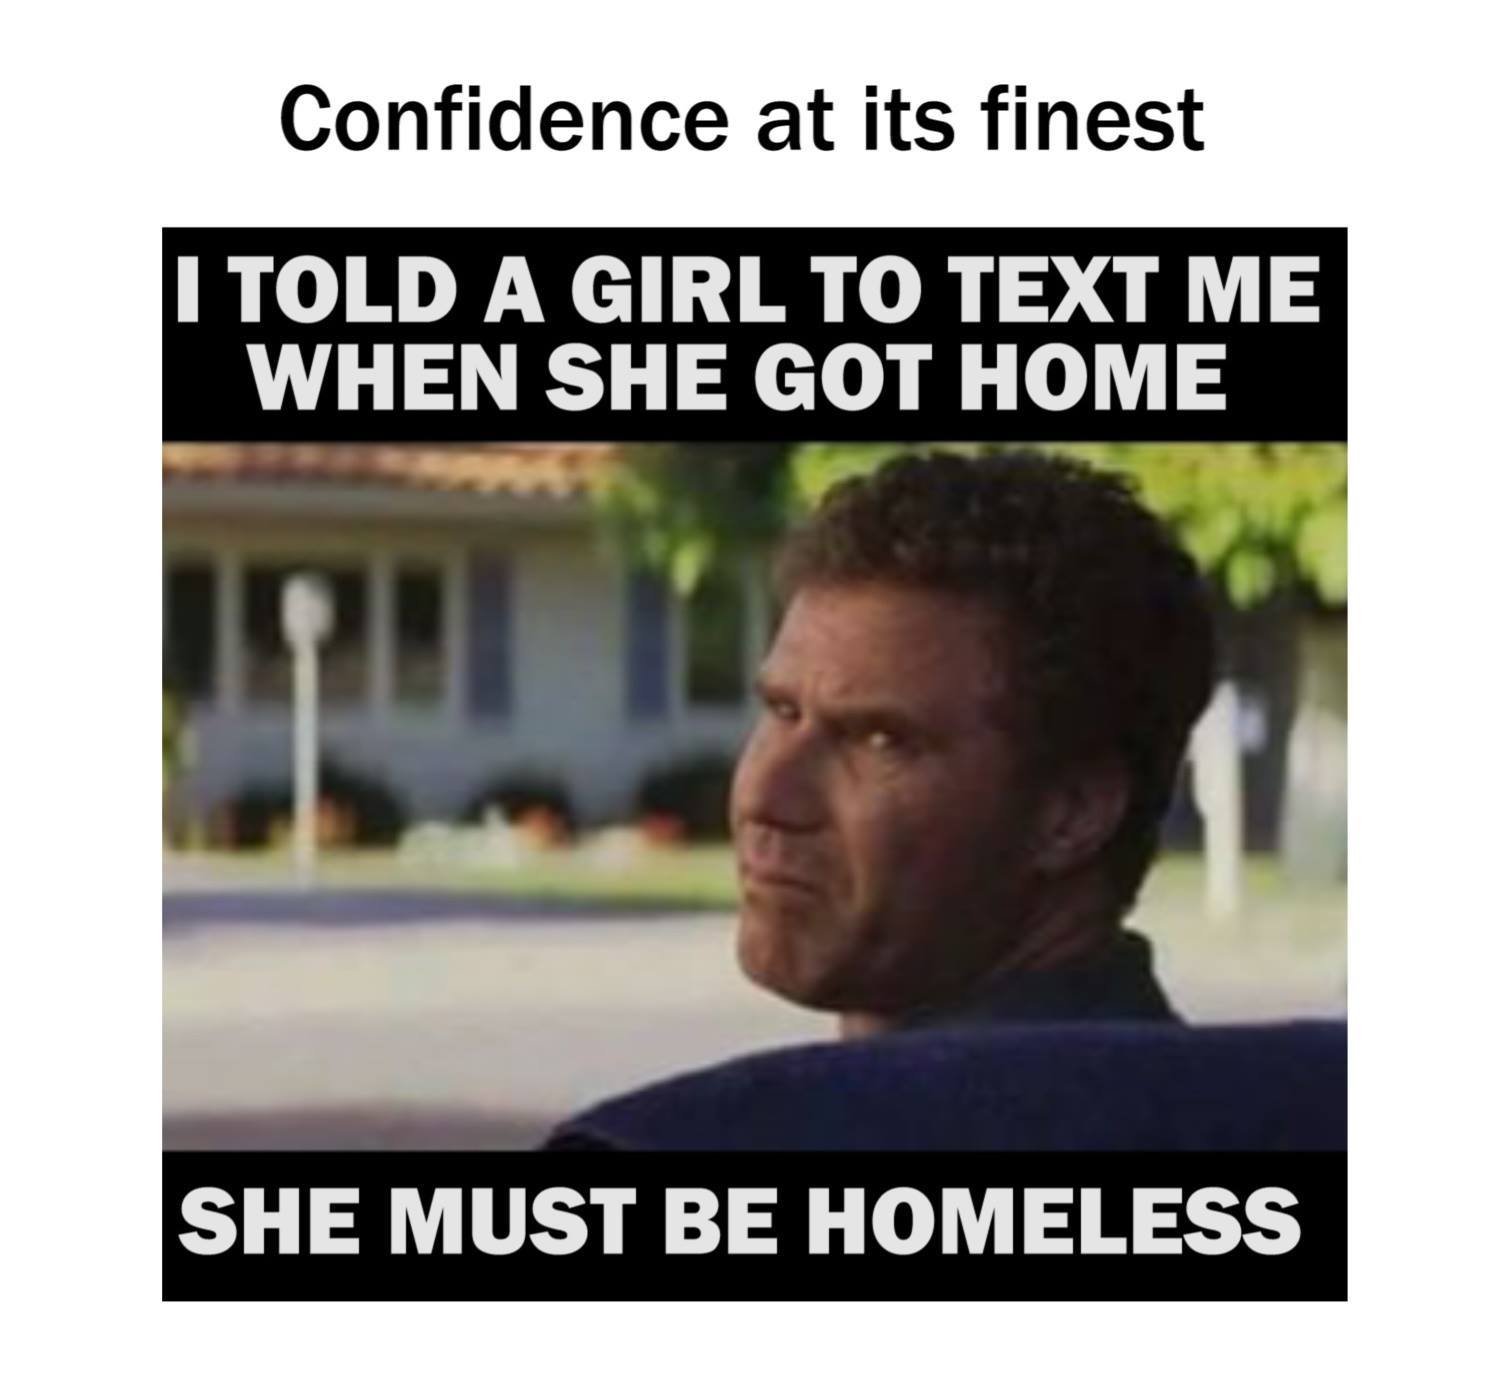 Confidence at its finest
I TOLD A GIRL TO TEXT ME
WHEN SHE GOT HOME
SHE MUST BE HOMELESS